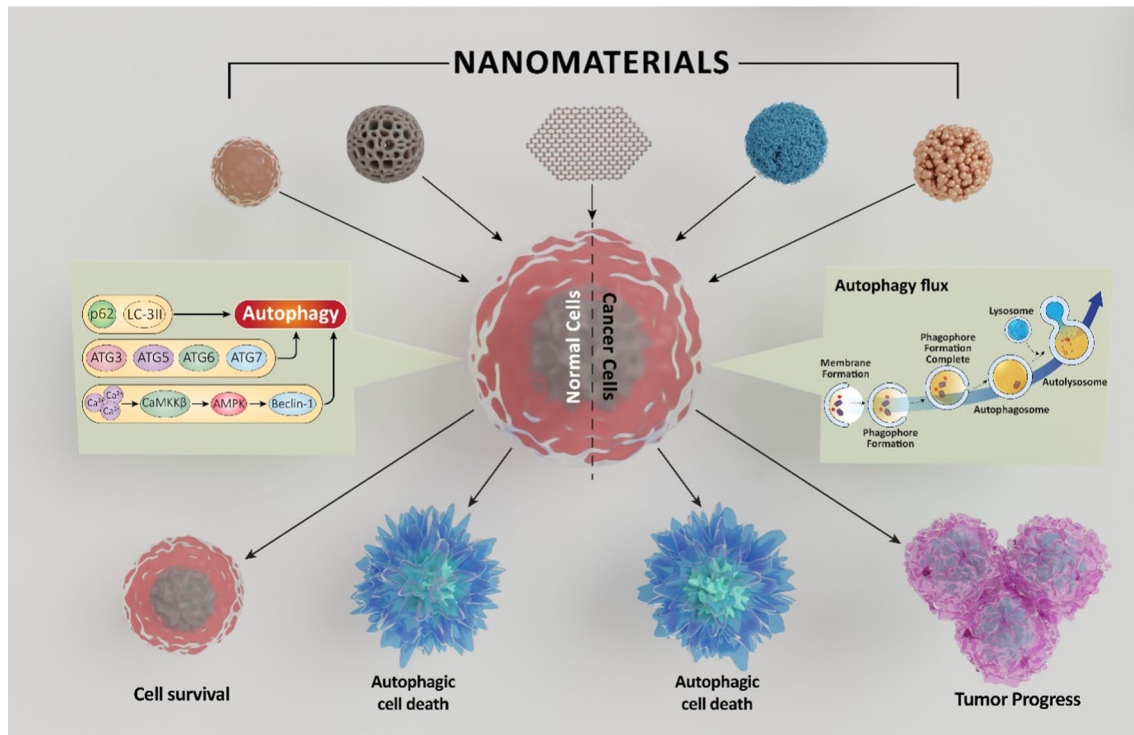 NANOMATERIALS
p62
LC-3II
Autophagy
ATG3
ATG5
ATG6
ATG7
Ca²⁺
Ca²⁺
Ca²⁺
CaMKKβ
AMPK
Beclin-1
Normal Cells
Cancer Cells
Autophagy flux
Lysosome
Phagophore
Formation
Complete
Membrane
Formation
Autolysosome
Autophagosome
Phagophore
Formation
Cell survival
Autophagic
cell death
Autophagic
cell death
Tumor Progress